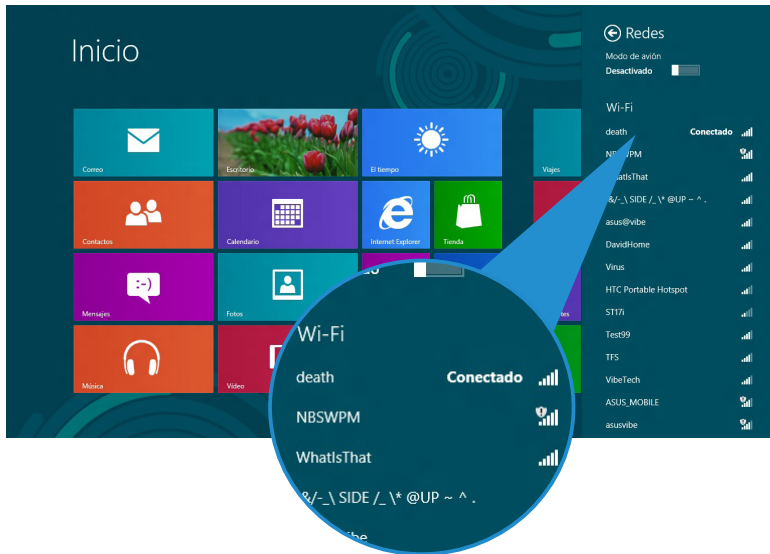 Inicio
Correo
Escritorio
El tiempo
Viajes
Contactos
Calendario
Internet Explorer
Tienda
Mensajes
Fotos
Música
Vídeo
Redes
Modo de avión
Desactivado
Wi-Fi
death Conectado
WhatIsThat
SIDE /_ \* @UP ~ ^ .
asus@vibe
DavidHome
Virus
HTC Portable Hotspot
ST17i
Test99
TFS
VibeTech
ASUS_MOBILE
asusvibe
Wi-Fi
death Conectado
NBSWPM
WhatIsThat
&/-_\ SIDE /_ \* @UP ~ ^ .